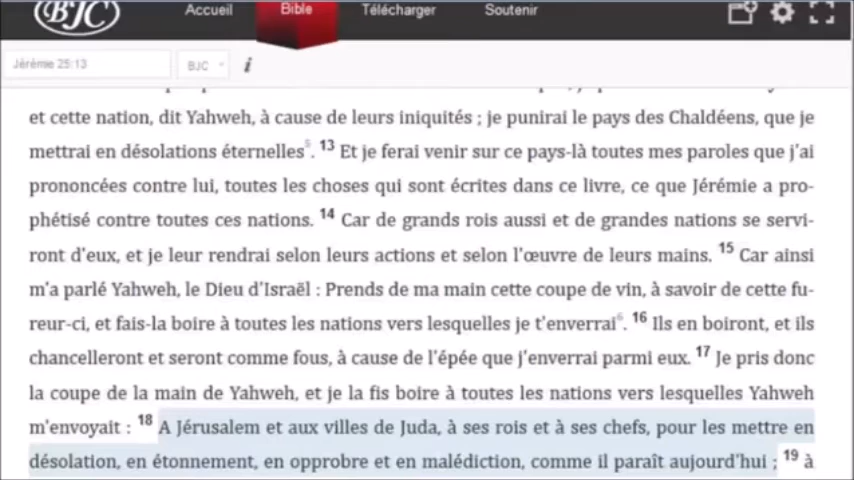 BJC Accueil Bible Télécharger Soutenir
Jérémie 25:13 BJC i
et cette nation, dit Yahweh, à cause de leurs iniquités ; je punirai le pays des Chaldéens, que je
mettrai en désolations éternelles⁵. 13 Et je ferai venir sur ce pays-là toutes mes paroles que j'ai
prononcées contre lui, toutes les choses qui sont écrites dans ce livre, ce que Jérémie a pro-
phétisé contre toutes ces nations. 14 Car de grands rois aussi et de grandes nations se servi-
ront d'eux, et je leur rendrai selon leurs actions et selon l'œuvre de leurs mains. 15 Car ainsi
m'a parlé Yahweh, le Dieu d'Israël : Prends de ma main cette coupe de vin, à savoir de cette fu-
reur-ci, et fais-la boire à toutes les nations vers lesquelles je t'enverrai⁶. 16 Ils en boiront, et ils
chancelleront et seront comme fous, à cause de l'épée que j'enverrai parmi eux. 17 Je pris donc
la coupe de la main de Yahweh, et je la fis boire à toutes les nations vers lesquelles Yahweh
m'envoyait : 18 A Jérusalem et aux villes de Juda, à ses rois et à ses chefs, pour les mettre en
désolation, en étonnement, en opprobre et en malédiction, comme il paraît aujourd'hui ; 19 à